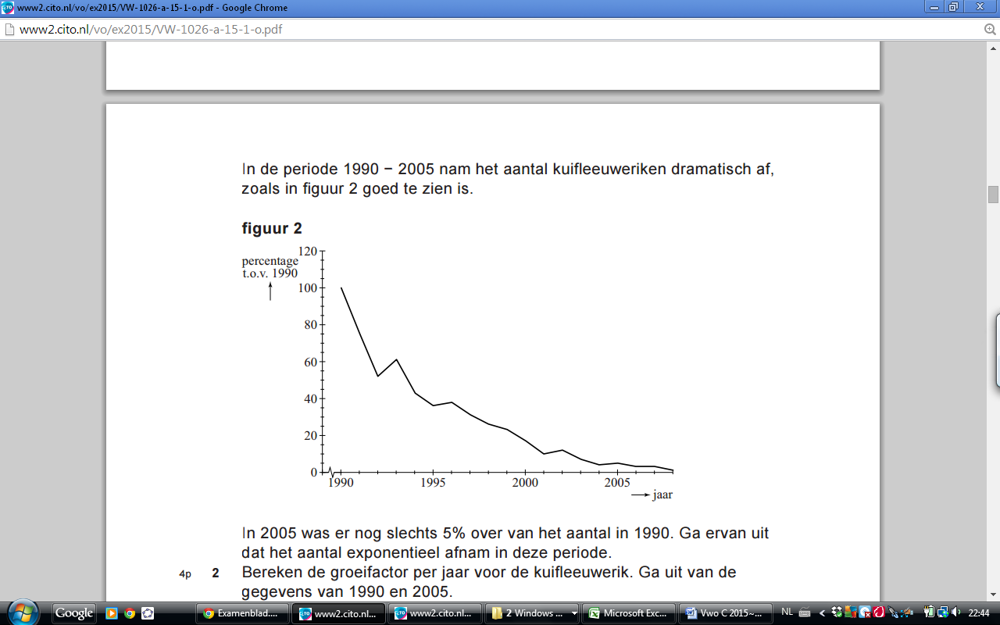 www2.cito.nl/vo/ex2015/VW-1026-a-15-1-o.pdf - Google Chrome
www2.cito.nl/vo/ex2015/VW-1026-a-15-1-o.pdf
In de periode 1990 − 2005 nam het aantal kuifleeuweriken dramatisch af,
zoals in figuur 2 goed te zien is.
figuur 2
percentage
t.o.v. 1990
120
100
80
60
40
20
0
1990 1995 2000 2005
jaar
In 2005 was er nog slechts 5% over van het aantal in 1990. Ga ervan uit
dat het aantal exponentieel afnam in deze periode.
4p 2 Bereken de groeifactor per jaar voor de kuifleeuwerik. Ga uit van de
gegevens van 1990 en 2005.
Google Examenblad.... www2.cito.nl... www2.cito.nl... 2 Windows ... Microsoft Exc... Vwo C 2015~... NL 22:44